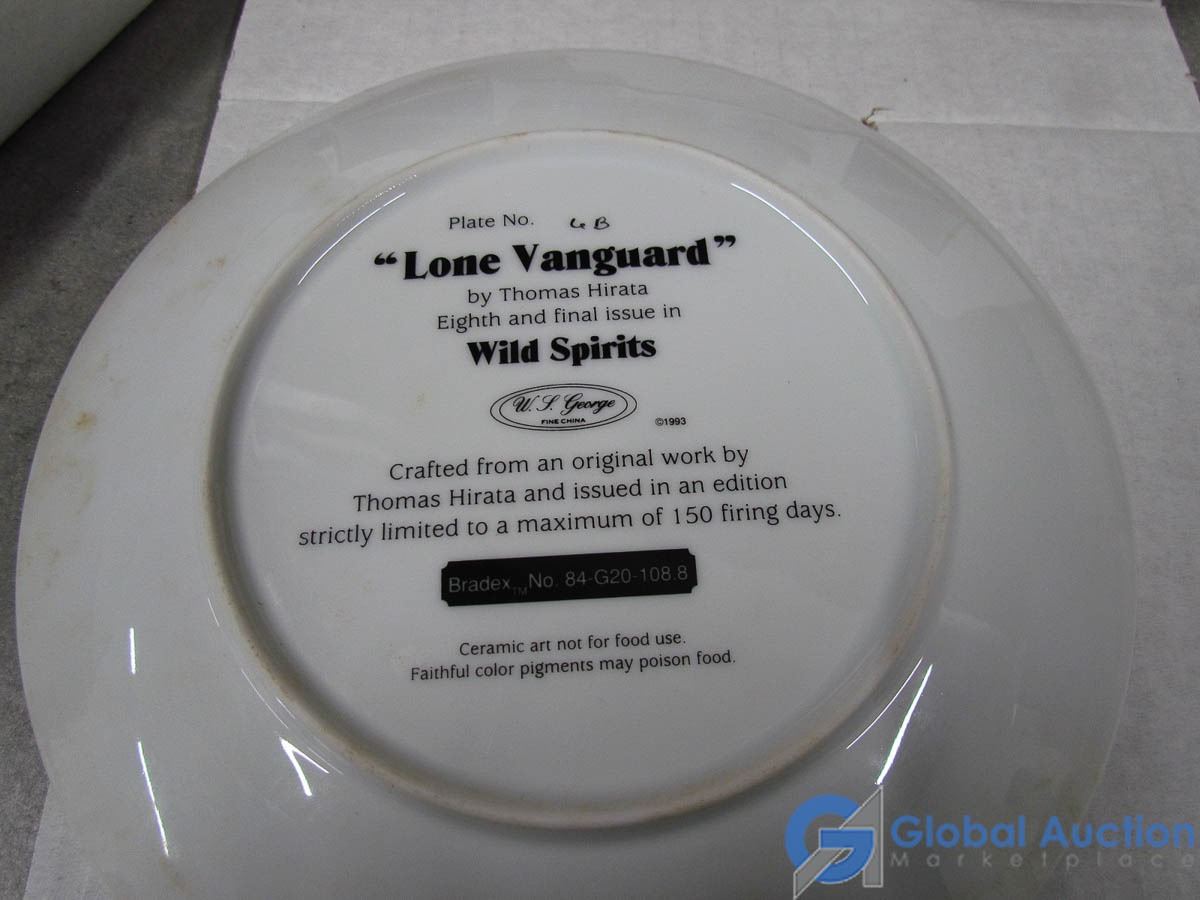 Plate No. 6B
“Lone Vanguard”
by Thomas Hirata
Eighth and final issue in
Wild Spirits
W. S. George
FINE CHINA
©1993
Crafted from an original work by
Thomas Hirata and issued in an edition
strictly limited to a maximum of 150 firing days.
Bradex™ No. 84-G20-108.8
Ceramic art not for food use.
Faithful color pigments may poison food.
GA Global Auction
Marketplace